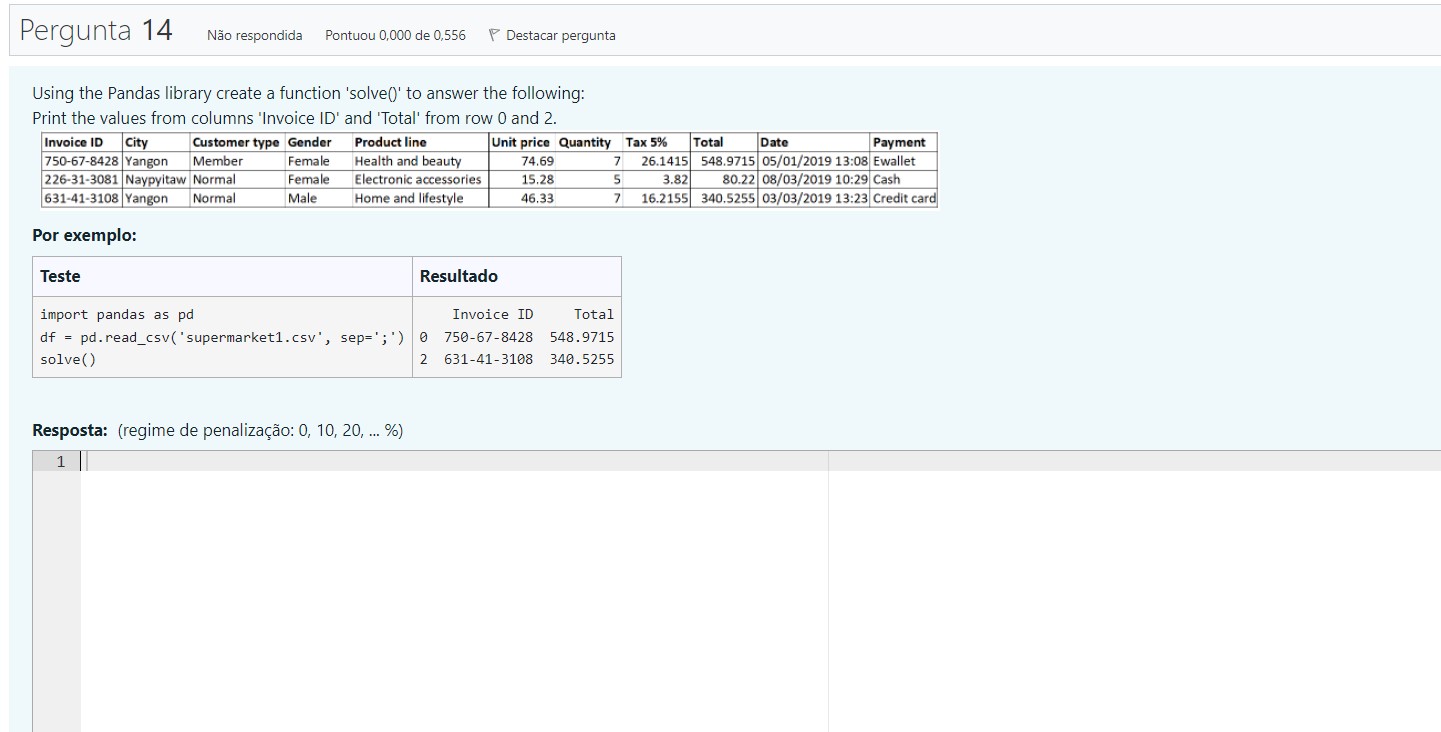 Pergunta 14 Não respondida Pontuou 0,000 de 0,556 Destacar pergunta
Using the Pandas library create a function 'solve()' to answer the following:
Print the values from columns 'Invoice ID' and 'Total' from row 0 and 2.
Invoice ID City Customer type Gender Product line Unit price Quantity Tax 5% Total Date Payment
750-67-8428 Yangon Member Female Health and beauty 74.69 7 26.1415 548.9715 05/01/2019 13:08 Ewallet
226-31-3081 Naypyitaw Normal Female Electronic accessories 15.28 5 3.82 80.22 08/03/2019 10:29 Cash
631-41-3108 Yangon Normal Male Home and lifestyle 46.33 7 16.2155 340.5255 03/03/2019 13:23 Credit card
Por exemplo:
Teste Resultado
import pandas as pd Invoice ID Total
df = pd.read_csv('supermarket1.csv', sep=';') 0 750-67-8428 548.9715
solve() 2 631-41-3108 340.5255
Resposta: (regime de penalização: 0, 10, 20, ... %)
1